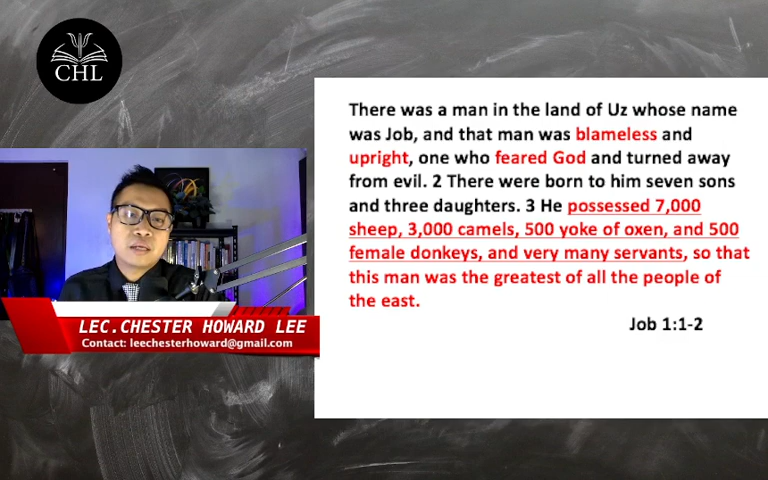 CHL
There was a man in the land of Uz whose name
was Job, and that man was blameless and
upright, one who feared God and turned away
from evil. 2 There were born to him seven sons
and three daughters. 3 He possessed 7,000
sheep, 3,000 camels, 500 yoke of oxen, and 500
female donkeys, and very many servants, so that
this man was the greatest of all the people of
the east.
Job 1:1-2
LEC.CHESTER HOWARD LEE
Contact: leechesterhoward@gmail.com